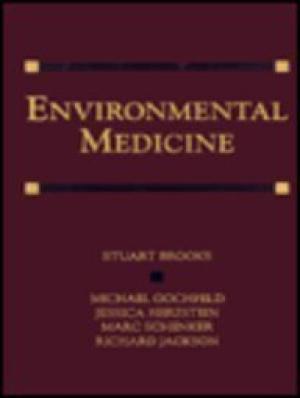 ENVIRONMENTAL
MEDICINE
STUART BROOKS
MICHAEL GOCHFELD
JESSICA HERZSTEIN
MARC SCHENKER
RICHARD JACKSON